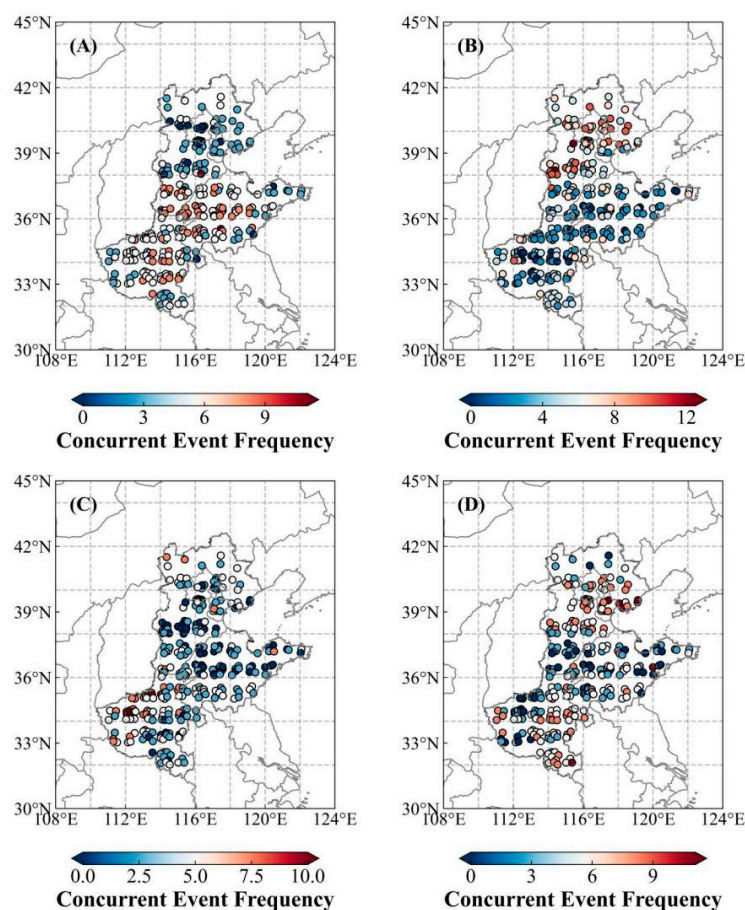 45°N
(A)
42°N
39°N
36°N
33°N
30°N
108°E 112°E 116°E 120°E 124°E
0 3 6 9
Concurrent Event Frequency
45°N
(B)
42°N
39°N
36°N
33°N
30°N
108°E 112°E 116°E 120°E 124°E
0 4 8 12
Concurrent Event Frequency
45°N
(C)
42°N
39°N
36°N
33°N
30°N
108°E 112°E 116°E 120°E 124°E
0.0 2.5 5.0 7.5 10.0
Concurrent Event Frequency
45°N
(D)
42°N
39°N
36°N
33°N
30°N
108°E 112°E 116°E 120°E 124°E
0 3 6 9
Concurrent Event Frequency